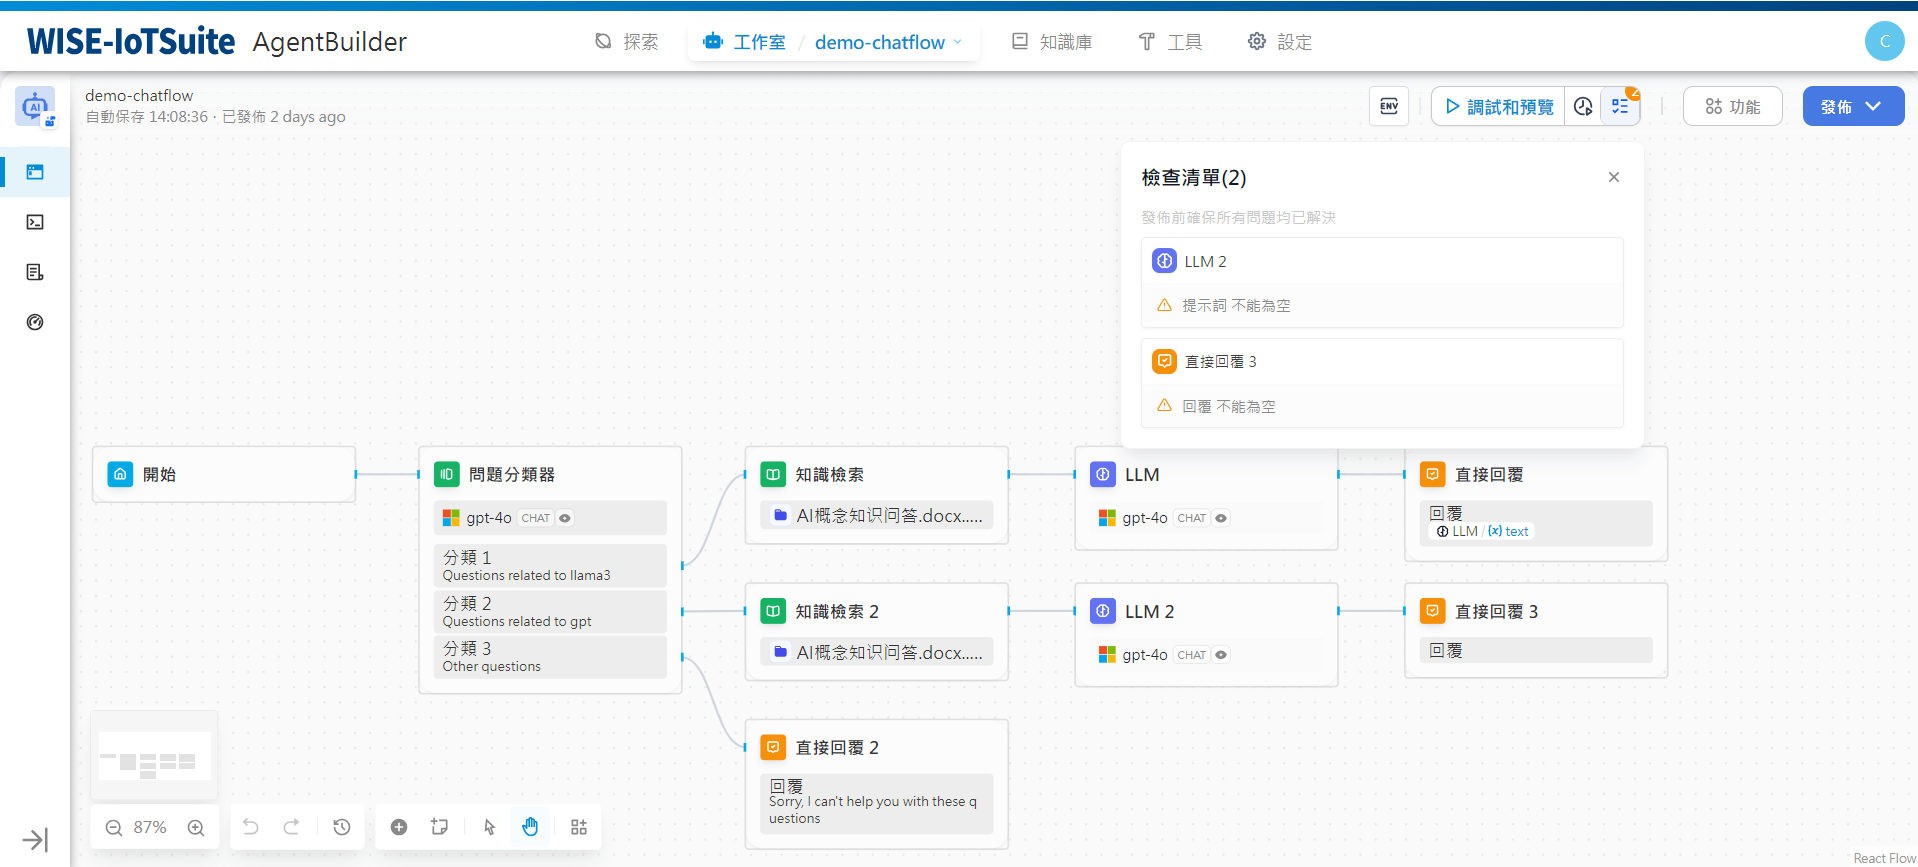 WISE-IoTSuite AgentBuilder
探索
工作室 / demo-chatflow
知識庫
工具
設定
C
demo-chatflow
自動保存 14:08:36 · 已發佈 2 days ago
ENV
調試和預覽
2
功能
發佈
檢查清單(2)
發佈前確保所有問題均已解決
LLM 2
提示詞 不能為空
直接回覆 3
回覆 不能為空
開始
問題分類器
gpt-4o CHAT
分類 1
Questions related to llama3
分類 2
Questions related to gpt
分類 3
Other questions
知識檢索
AI概念知识问答.docx.....
LLM
gpt-4o CHAT
直接回覆
回覆
LLM / {x} text
知識檢索 2
AI概念知识问答.docx.....
LLM 2
gpt-4o CHAT
直接回覆 3
回覆
直接回覆 2
回覆
Sorry, I can't help you with these q
uestions
87%
React Flow